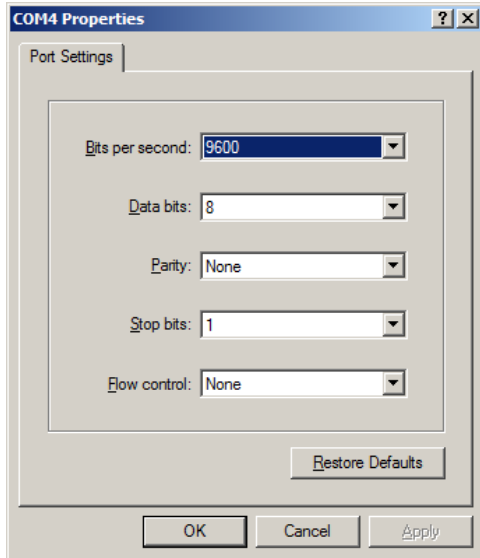 COM4 Properties
Port Settings
Bits per second: 9600
Data bits: 8
Parity: None
Stop bits: 1
Flow control: None
Restore Defaults
OK Cancel Apply